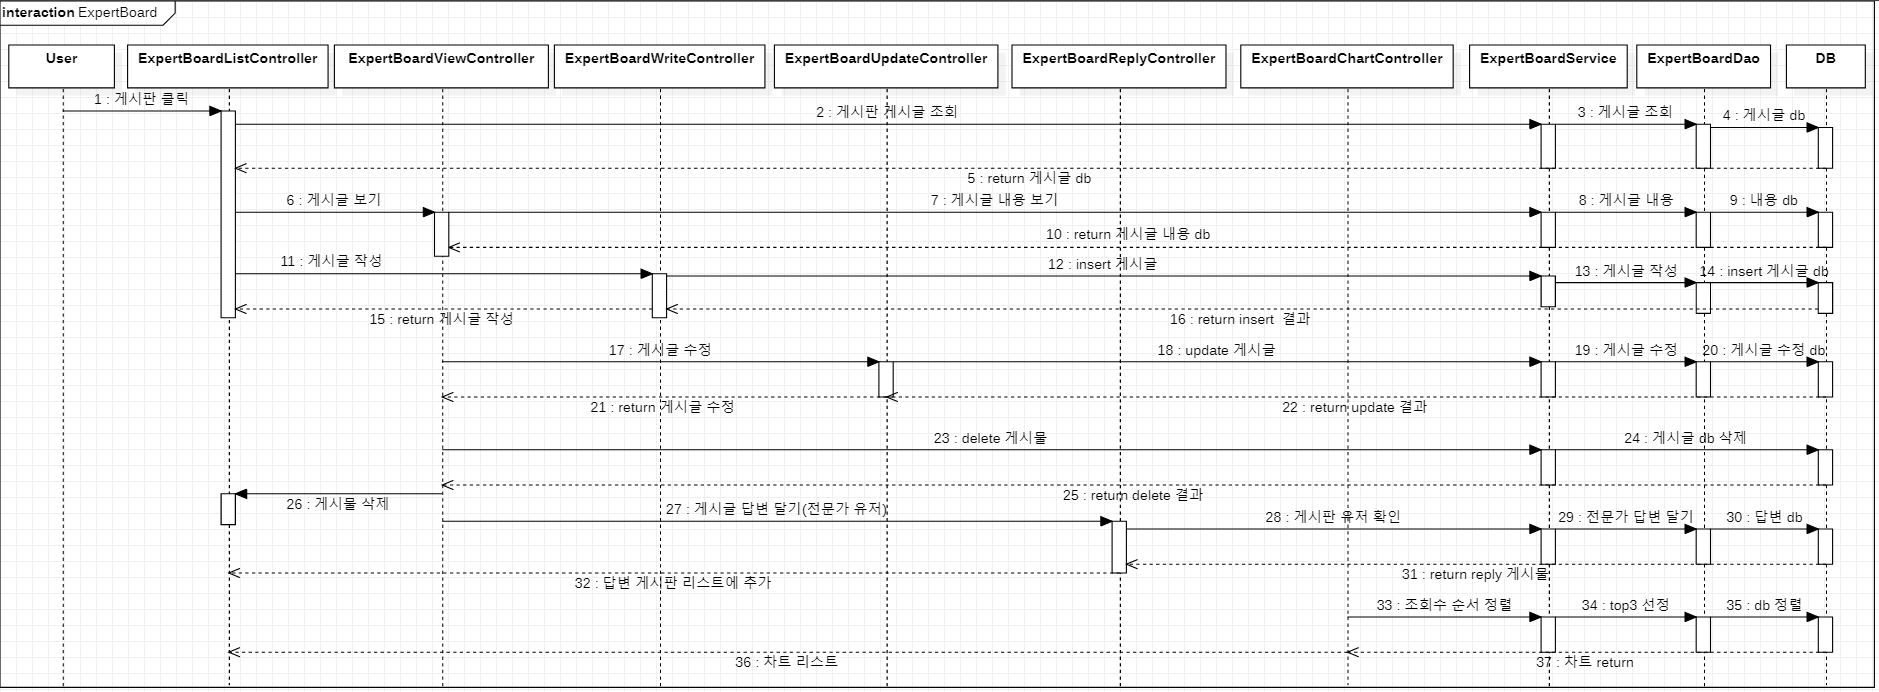 interaction ExpertBoard
User
ExpertBoardListController
ExpertBoardViewController
ExpertBoardWriteController
ExpertBoardUpdateController
ExpertBoardReplyController
ExpertBoardChartController
ExpertBoardService
ExpertBoardDao
DB
1 : 게시판 클릭
2 : 게시판 게시글 조회
3 : 게시글 조회
4 : 게시글 db
5 : return 게시글 db
6 : 게시글 보기
7 : 게시글 내용 보기
8 : 게시글 내용
9 : 내용 db
10 : return 게시글 내용 db
11 : 게시글 작성
12 : insert 게시글
13 : 게시글 작성
14 : insert 게시글 db
15 : return 게시글 작성
16 : return insert 결과
17 : 게시글 수정
18 : update 게시글
19 : 게시글 수정
20 : 게시글 수정 db
21 : return 게시글 수정
22 : return update 결과
23 : delete 게시물
24 : 게시글 db 삭제
25 : return delete 결과
26 : 게시물 삭제
27 : 게시글 답변 달기(전문가 유저)
28 : 게시판 유저 확인
29 : 전문가 답변 달기
30 : 답변 db
31 : return reply 게시물
32 : 답변 게시판 리스트에 추가
33 : 조회수 순서 정렬
34 : top3 선정
35 : db 정렬
36 : 차트 리스트
37 : 차트 return